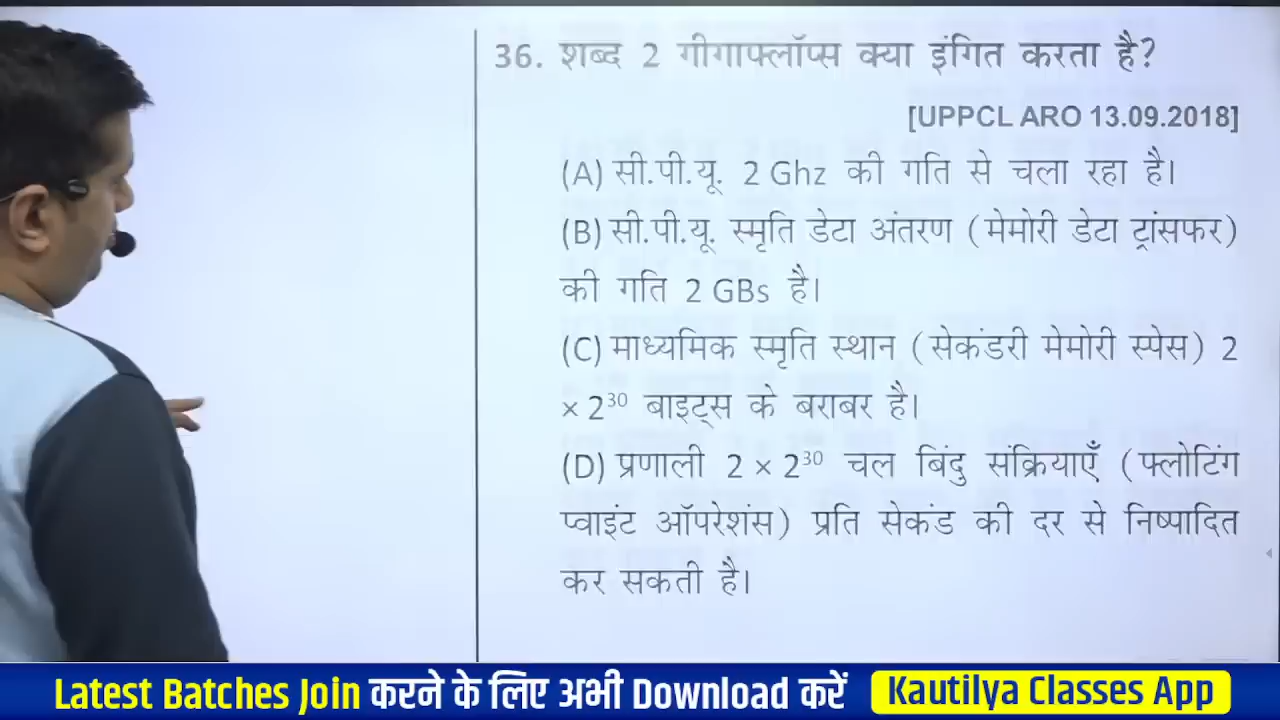 36. शब्द 2 गीगाफ्लॉप्स क्या इंगित करता है?
[UPPCL ARO 13.09.2018]
(A) सी.पी.यू. 2 Ghz की गति से चला रहा है।
(B) सी.पी.यू. स्मृति डेटा अंतरण (मेमोरी डेटा ट्रांसफर)
की गति 2 GBs है।
(C) माध्यमिक स्मृति स्थान (सेकंडरी मेमोरी स्पेस) 2
× 2³⁰ बाइट्स के बराबर है।
(D) प्रणाली 2 × 2³⁰ चल बिंदु संक्रियाएँ (फ्लोटिंग
प्वाइंट ऑपरेशंस) प्रति सेकंड की दर से निष्पादित
कर सकती है।
Latest Batches Join करने के लिए अभी Download करें Kautilya Classes App